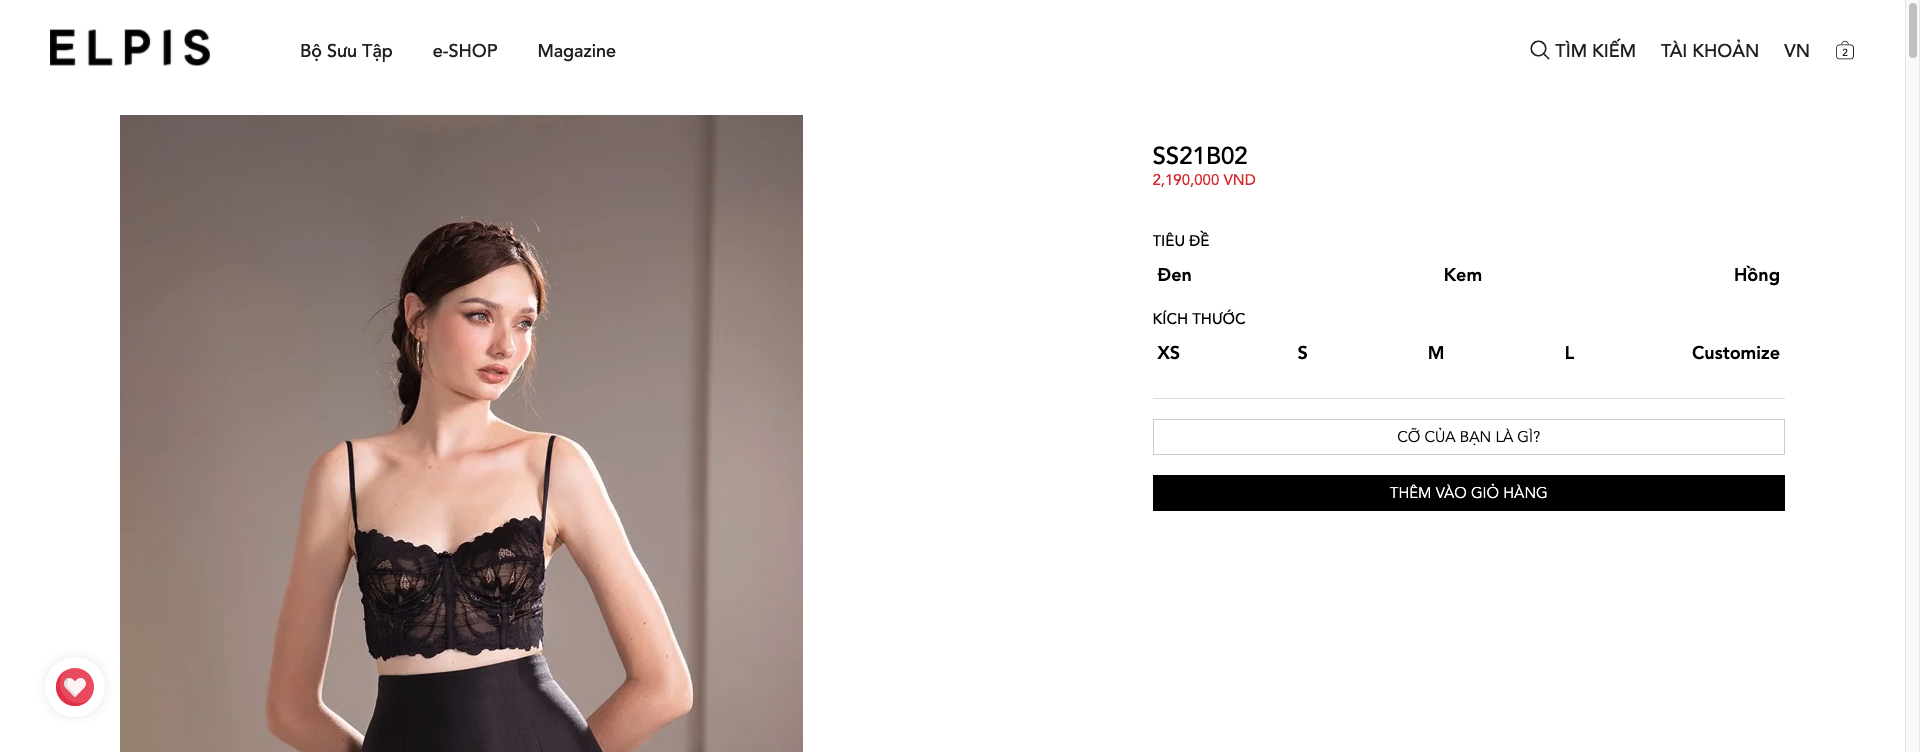 ELPIS
Bộ Sưu Tập e-SHOP Magazine
TÌM KIẾM TÀI KHOẢN VN 2
SS21B02
2,190,000 VND
TIÊU ĐỀ
Đen Kem Hồng
KÍCH THƯỚC
XS S M L Customize
CỠ CỦA BẠN LÀ GÌ?
THÊM VÀO GIỎ HÀNG